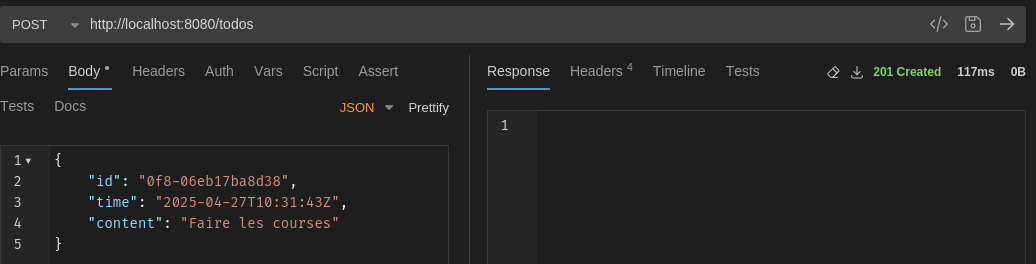 POST http://localhost:8080/todos
Params Body Headers Auth Vars Script Assert
Tests Docs
JSON Prettify
1 {
2 "id": "0f8-06eb17ba8d38",
3 "time": "2025-04-27T10:31:43Z",
4 "content": "Faire les courses"
5 }
Response Headers 4 Timeline Tests 201 Created 117ms 0B
1